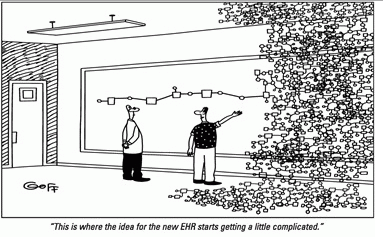 GOFF
"This is where the idea for the new EHR starts getting a little complicated."